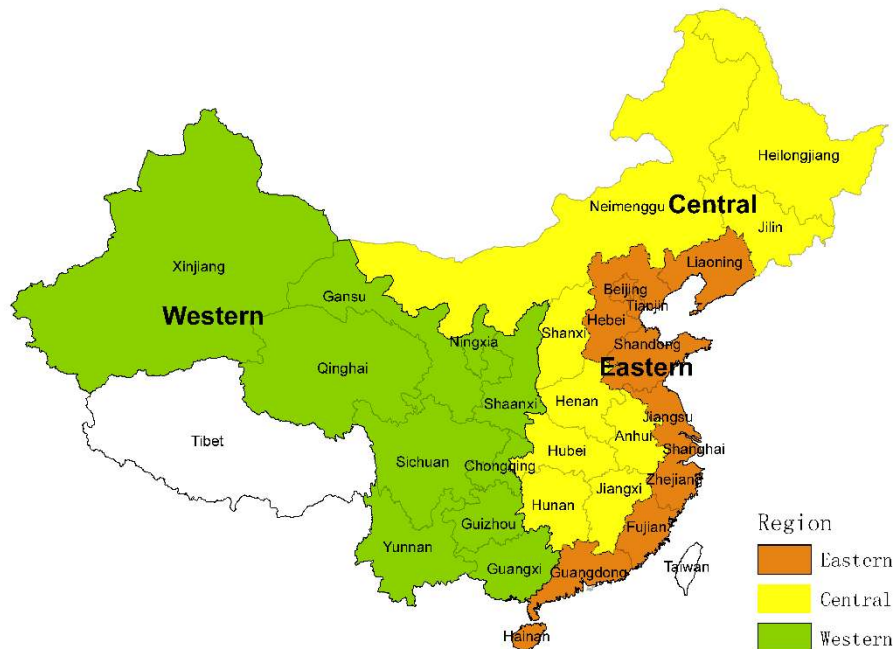 Heilongjiang
Neimenggu
Central
Jilin
Liaoning
Xinjiang
Beijing
Gansu
Tianjin
Western
Hebei
Shanxi
Ningxia
Shandong
Qinghai
Eastern
Shaanxi
Henan
Jiangsu
Anhui
Tibet
Hubei
Shanghai
Sichuan
Chongqing
Zhejiang
Jiangxi
Hunan
Guizhou
Fujian
Yunnan
Guangxi
Guangdong
Taiwan
Hainan
Region
Eastern
Central
Western